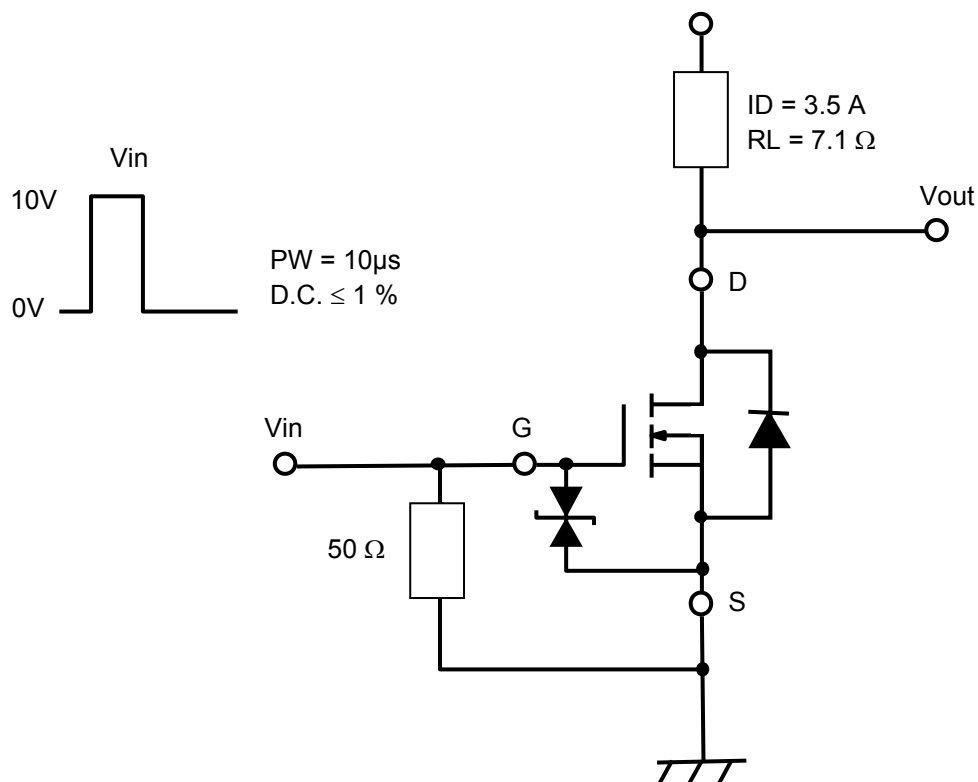 ID = 3.5 A
RL = 7.1 Ω
Vin
10V
Vout
PW = 10µs
D.C. ≤ 1 %
0V
D
Vin
G
50 Ω
S